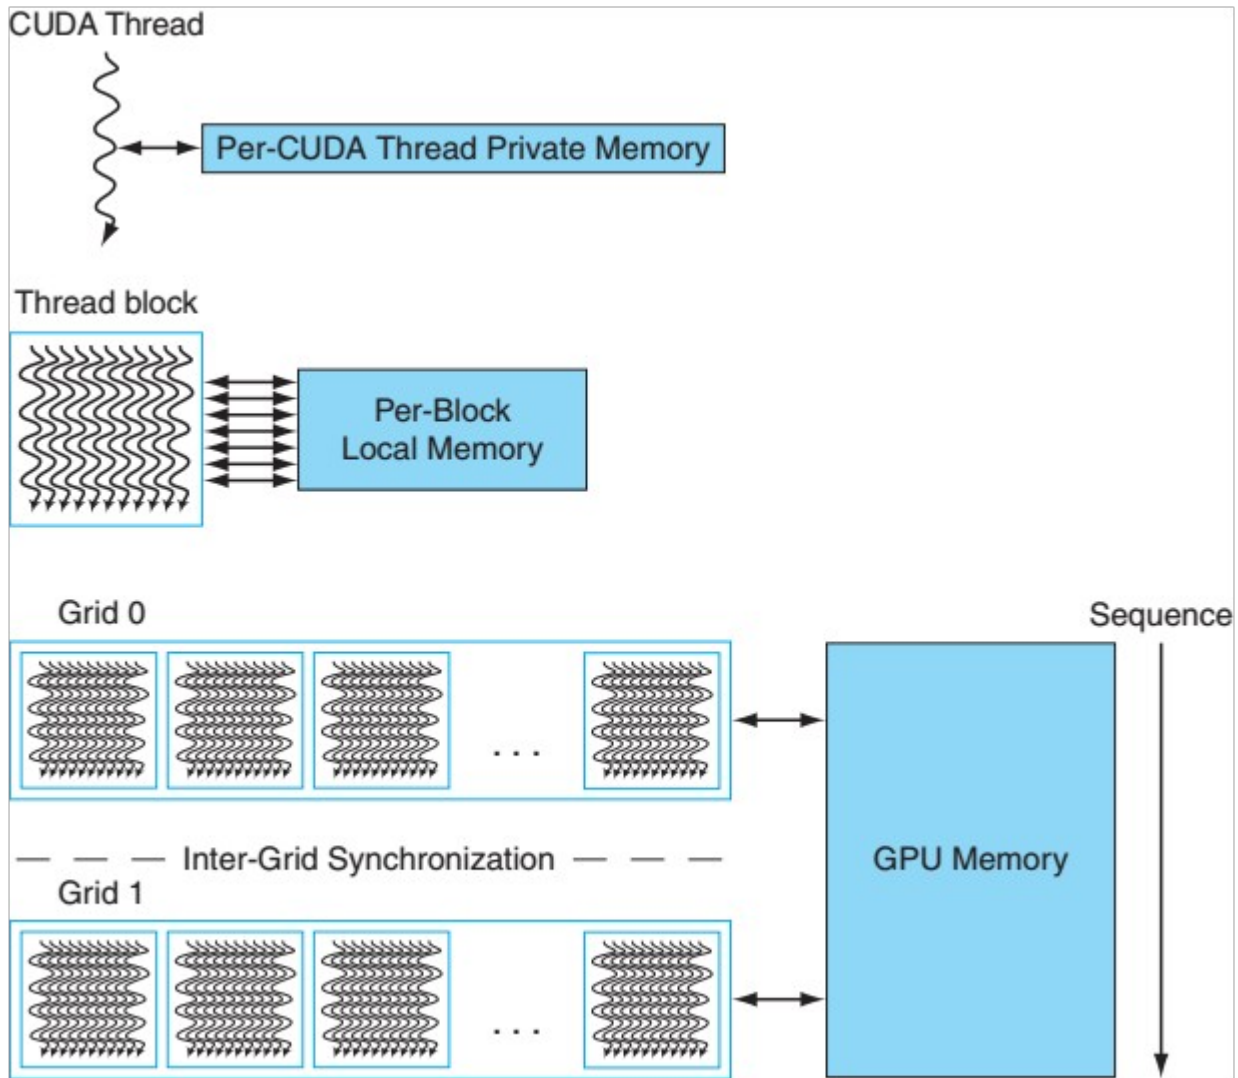 CUDA Thread
Per-CUDA Thread Private Memory
Thread block
Per-Block
Local Memory
Grid 0
Sequence
. . .
Inter-Grid Synchronization
GPU Memory
Grid 1
. . .